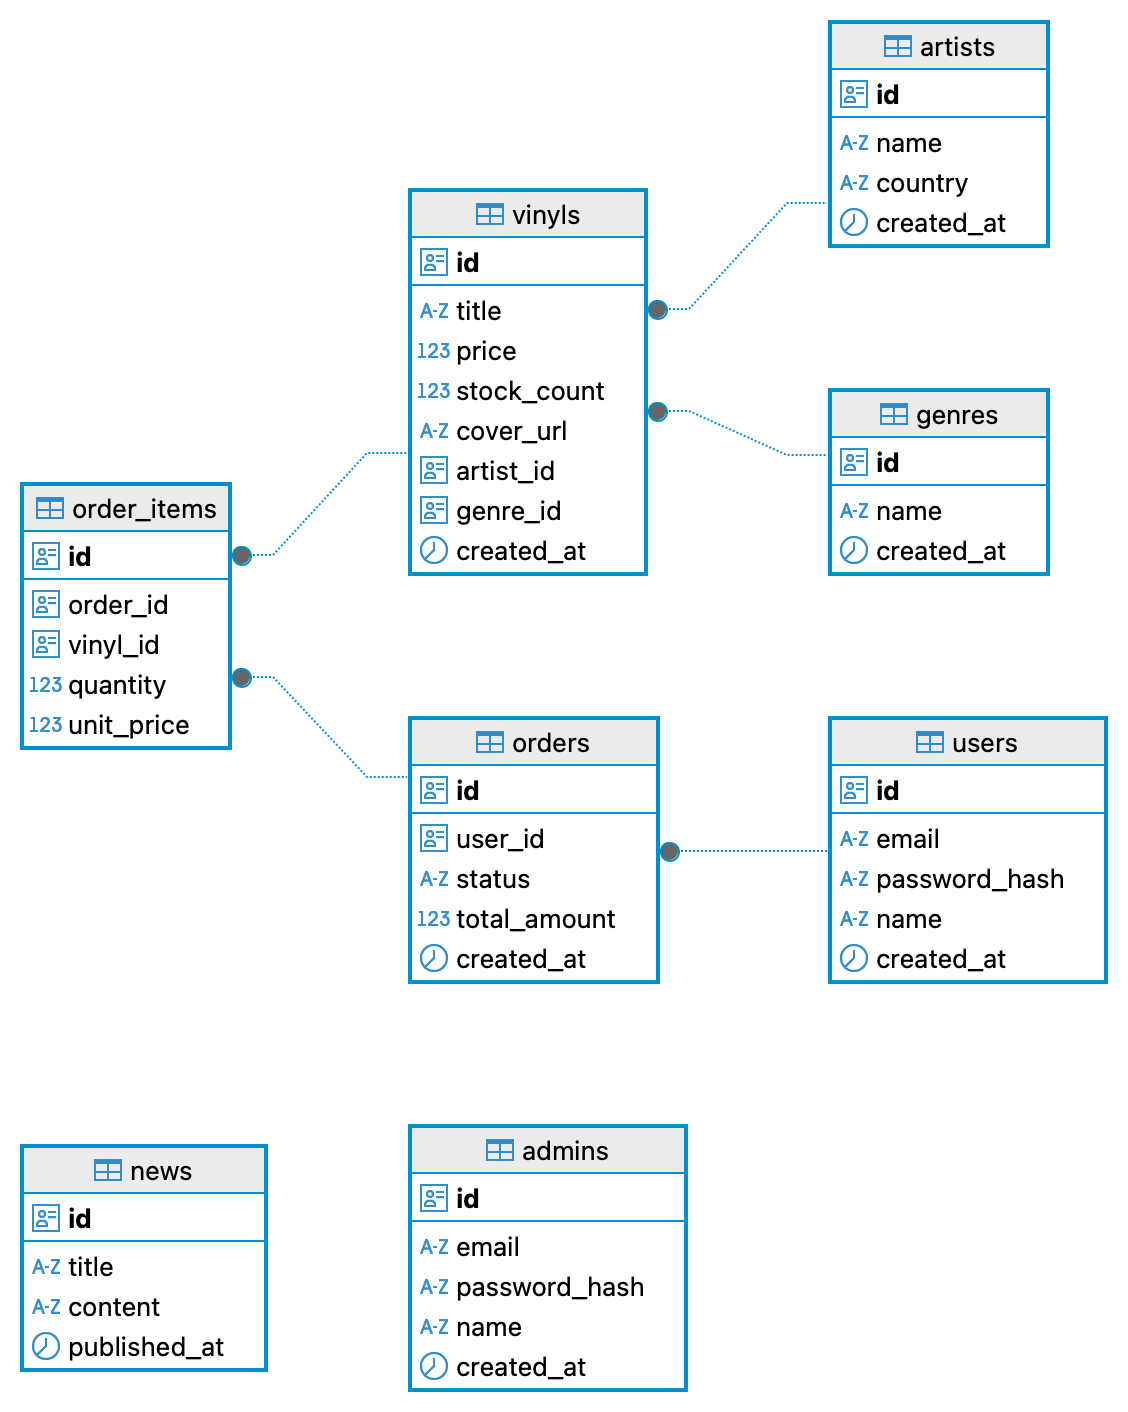 artists
id
A-Z name
A-Z country
created_at
vinyls
id
A-Z title
123 price
123 stock_count
A-Z cover_url
artist_id
genre_id
created_at
genres
id
A-Z name
created_at
order_items
id
order_id
vinyl_id
123 quantity
123 unit_price
orders
id
user_id
A-Z status
123 total_amount
created_at
users
id
A-Z email
A-Z password_hash
A-Z name
created_at
news
id
A-Z title
A-Z content
published_at
admins
id
A-Z email
A-Z password_hash
A-Z name
created_at